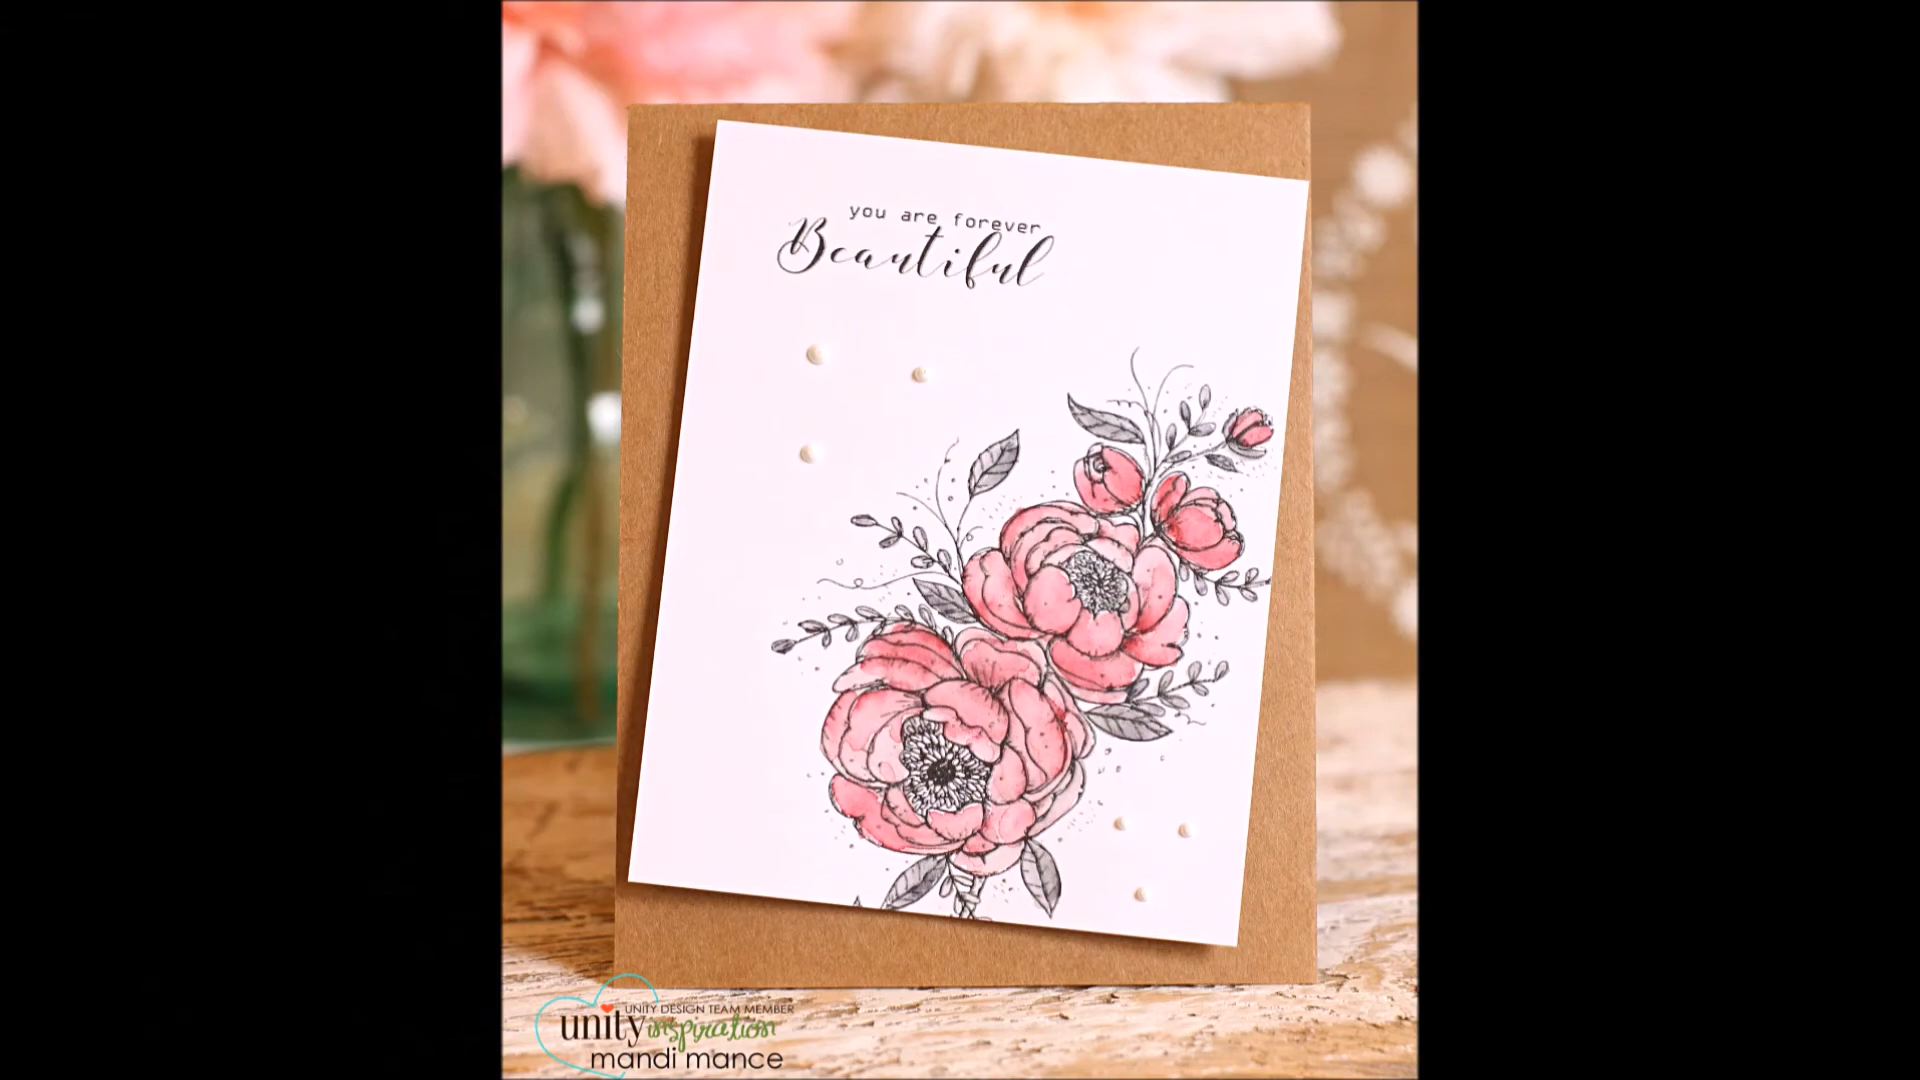 you are forever
Beautiful
UNITY DESIGN TEAM MEMBER
unity inspiration
mandi mance